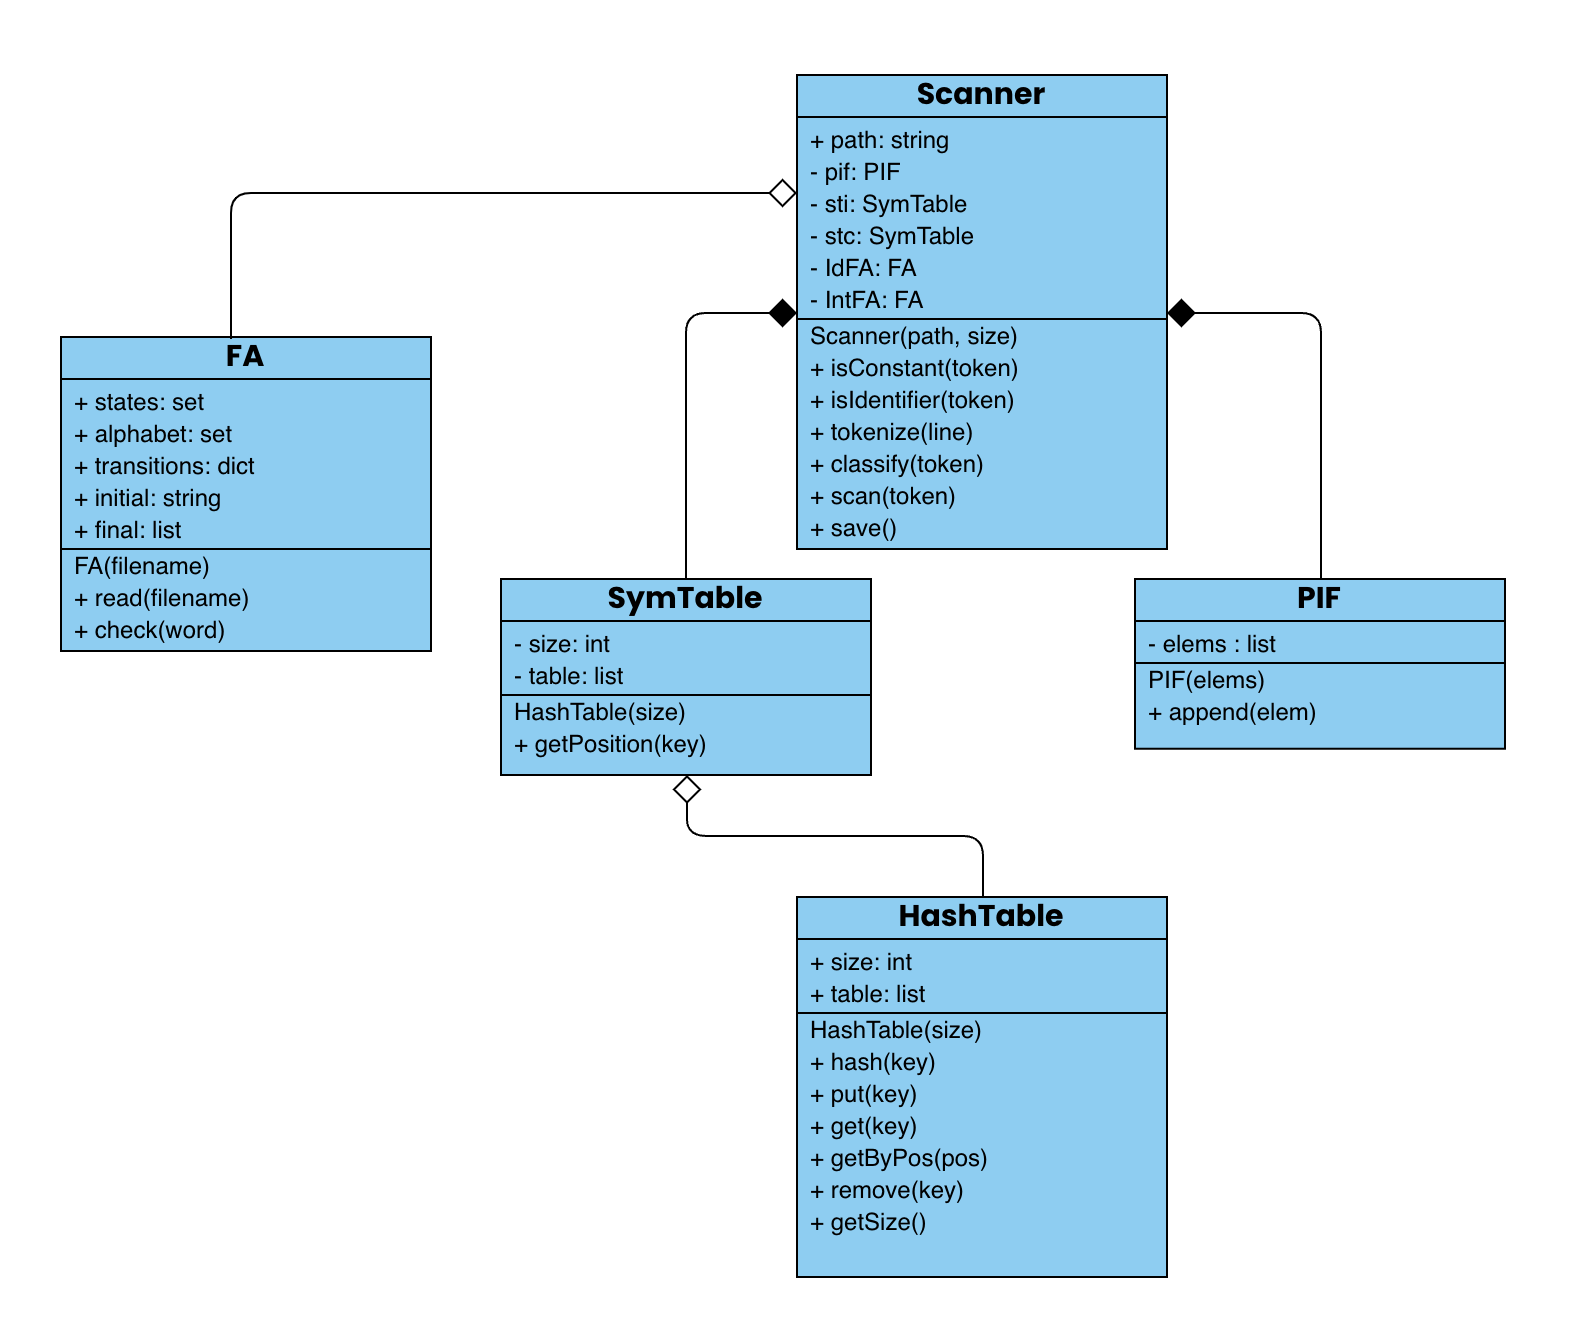 Scanner
+ path: string
- pif: PIF
- sti: SymTable
- stc: SymTable
- IdFA: FA
- IntFA: FA
Scanner(path, size)
+ isConstant(token)
+ isIdentifier(token)
+ tokenize(line)
+ classify(token)
+ scan(token)
+ save()
FA
+ states: set
+ alphabet: set
+ transitions: dict
+ initial: string
+ final: list
FA(filename)
+ read(filename)
+ check(word)
SymTable
- size: int
- table: list
HashTable(size)
+ getPosition(key)
PIF
- elems : list
PIF(elems)
+ append(elem)
HashTable
+ size: int
+ table: list
HashTable(size)
+ hash(key)
+ put(key)
+ get(key)
+ getByPos(pos)
+ remove(key)
+ getSize()